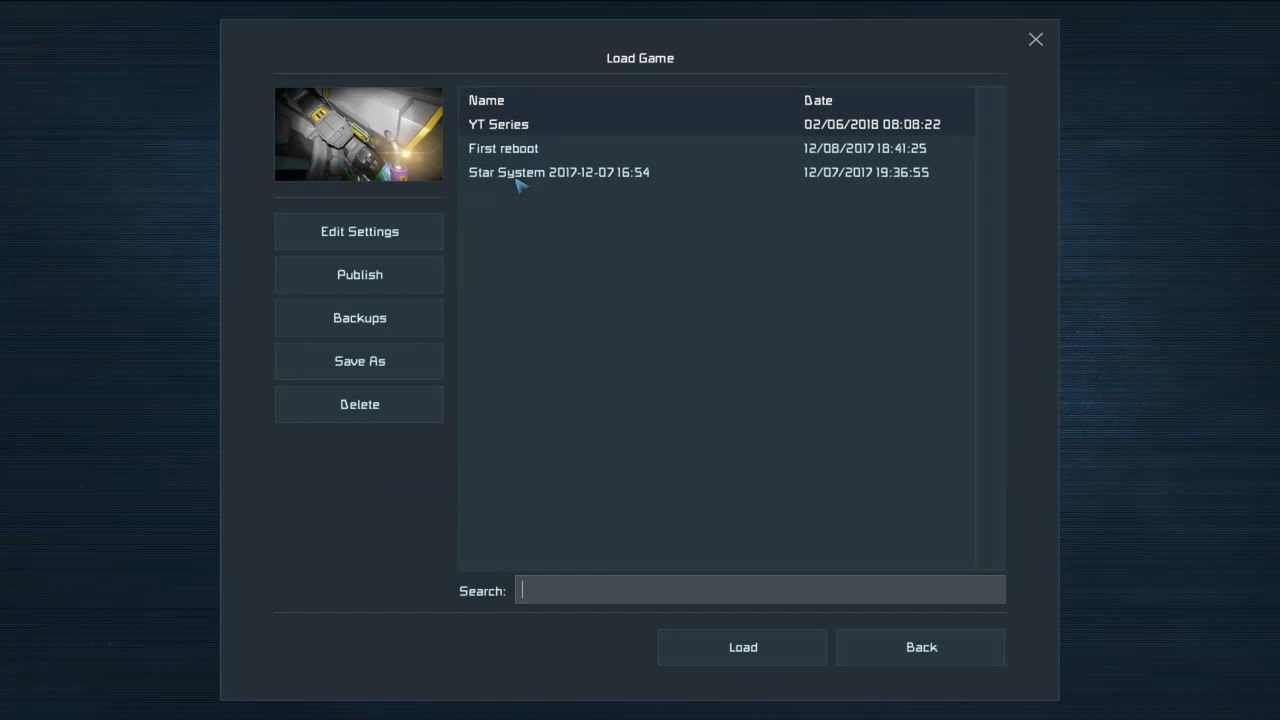 Load Game
Name Date
YT Series 02/06/2018 08:08:22
First reboot 12/08/2017 18:41:25
Star System 2017-12-07 16:54 12/07/2017 19:36:55
Edit Settings
Publish
Backups
Save As
Delete
Search:
Load Back